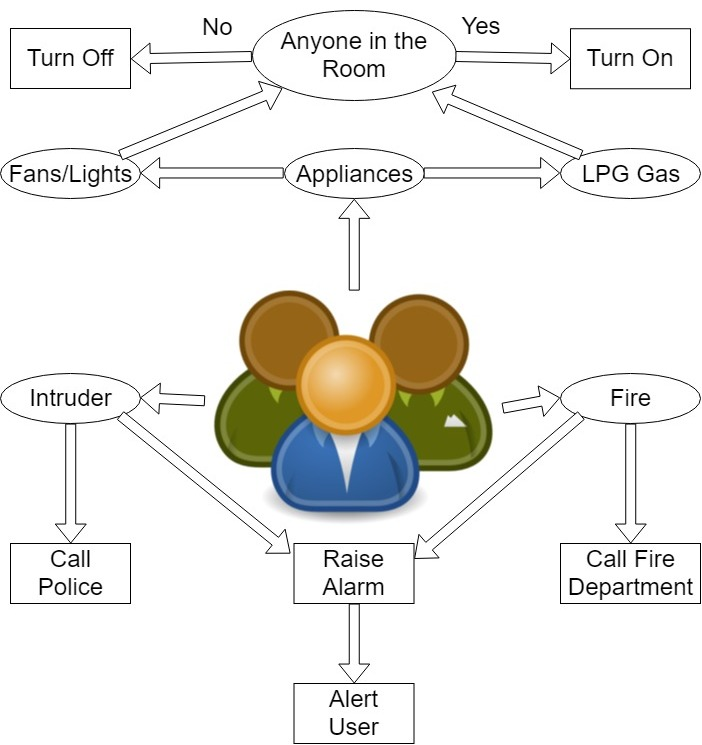 No
Yes
Turn Off
Anyone in the
Room
Turn On
Fans/Lights
Appliances
LPG Gas
Intruder
Fire
Call
Police
Raise
Alarm
Call Fire
Department
Alert
User